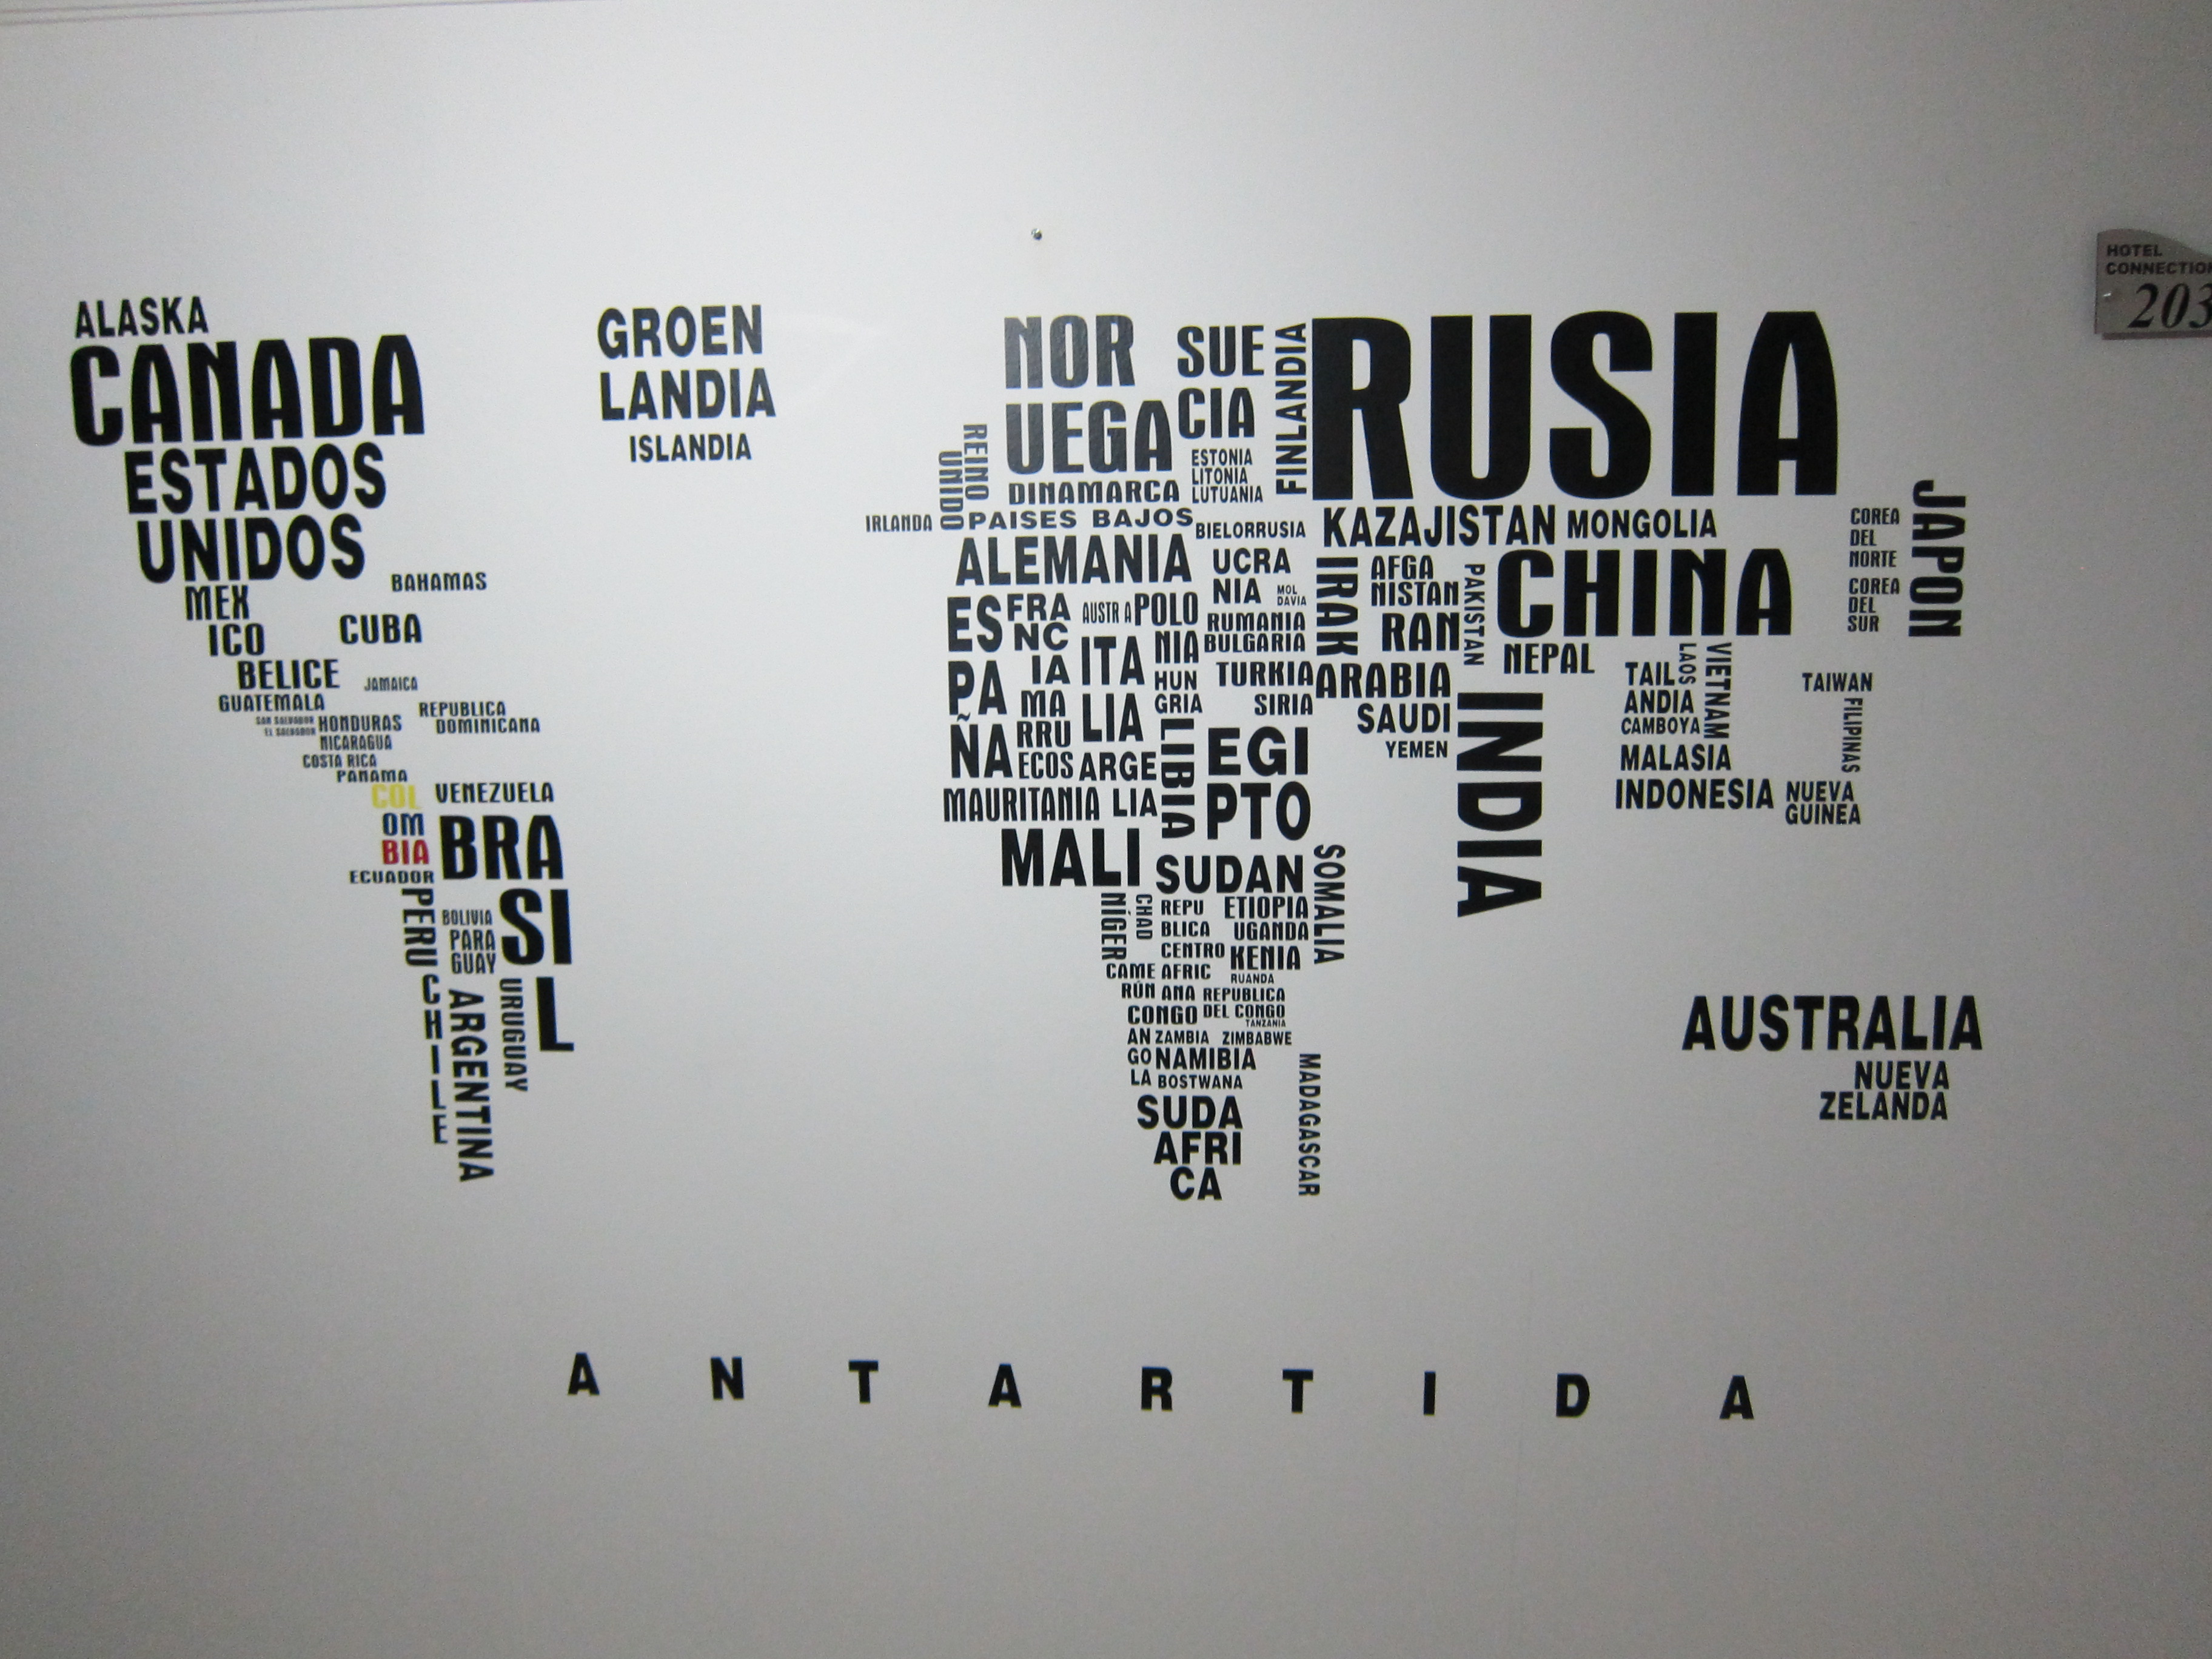 ALASKA
CANADA
ESTADOS
UNIDOS
MEX
ICO
BAHAMAS
CUBA
BELICE
JAMAICA
GUATEMALA
SAN SALVADOR
EL SALVADOR
HONDURAS
REPUBLICA
DOMINICANA
NICARAGUA
COSTA RICA
PANAMA
COL
OM
BIA
VENEZUELA
BRA
SI
L
ECUADOR
PERU
BOLIVIA
PARA
GUAY
CHILE
ARGENTINA
URUGUAY
GROEN
LANDIA
ISLANDIA
NOR
UEGA
SUE
CIA
FINLANDIA
RUSIA
REINO
UNIDO
ESTONIA
LITONIA
LUTUANIA
DINAMARCA
IRLANDA
PAISES BAJOS
BIELORRUSIA
KAZAJISTAN
MONGOLIA
ALEMANIA
UCRA
NIA
MOL
DAVIA
ES
PA
ÑA
FRA
NC
IA
AUSTR A
POLO
NIA
RUMANIA
BULGARIA
ITA
LIA
HUN
GRIA
TURKIA
SIRIA
MA
RRU
ECOS
ARGE
LIA
LIBIA
EGI
PTO
MAURITANIA
MALI
SUDAN
SOMALIA
NÍGER
CHAD
REPU
BLICA
CENTRO
AFRIC
ANA
ETIOPIA
UGANDA
KENIA
RUANDA
CAME
RÚN
REPUBLICA
DEL CONGO
CONGO
TANZANIA
AN
GO
LA
ZAMBIA
ZIMBABWE
NAMIBIA
BOSTWANA
SUDA
AFRI
CA
MADAGASCAR
IRAK
AFGA
NISTAN
RAN
PAKISTAN
ARABIA
SAUDI
YEMEN
CHINA
NEPAL
INDIA
COREA
DEL
NORTE
COREA
DEL
SUR
JAPON
TAIL
ANDIA
LAOS
VIETNAM
CAMBOYA
MALASIA
INDONESIA
TAIWAN
FILIPINAS
NUEVA
GUINEA
AUSTRALIA
NUEVA
ZELANDA
ANTARTIDA
HOTEL
CONNECTION
203